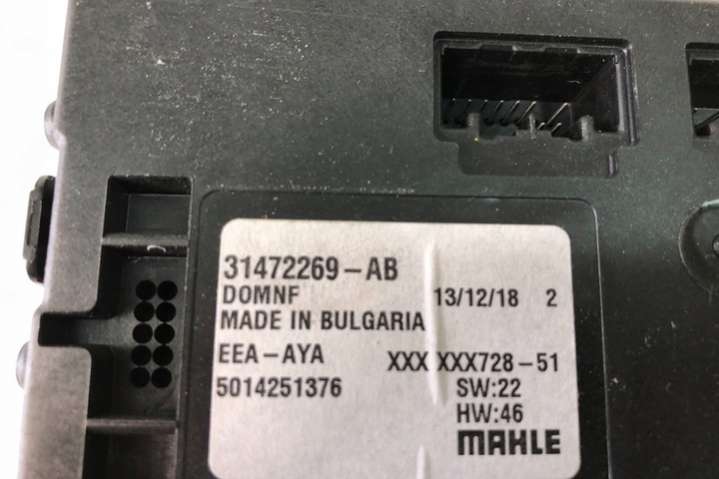 31472269-AB
DOMNF 13/12/18 2
MADE IN BULGARIA
EEA-AYA XXX XXX728-51
5014251376 SW:22
HW:46
MAHLE